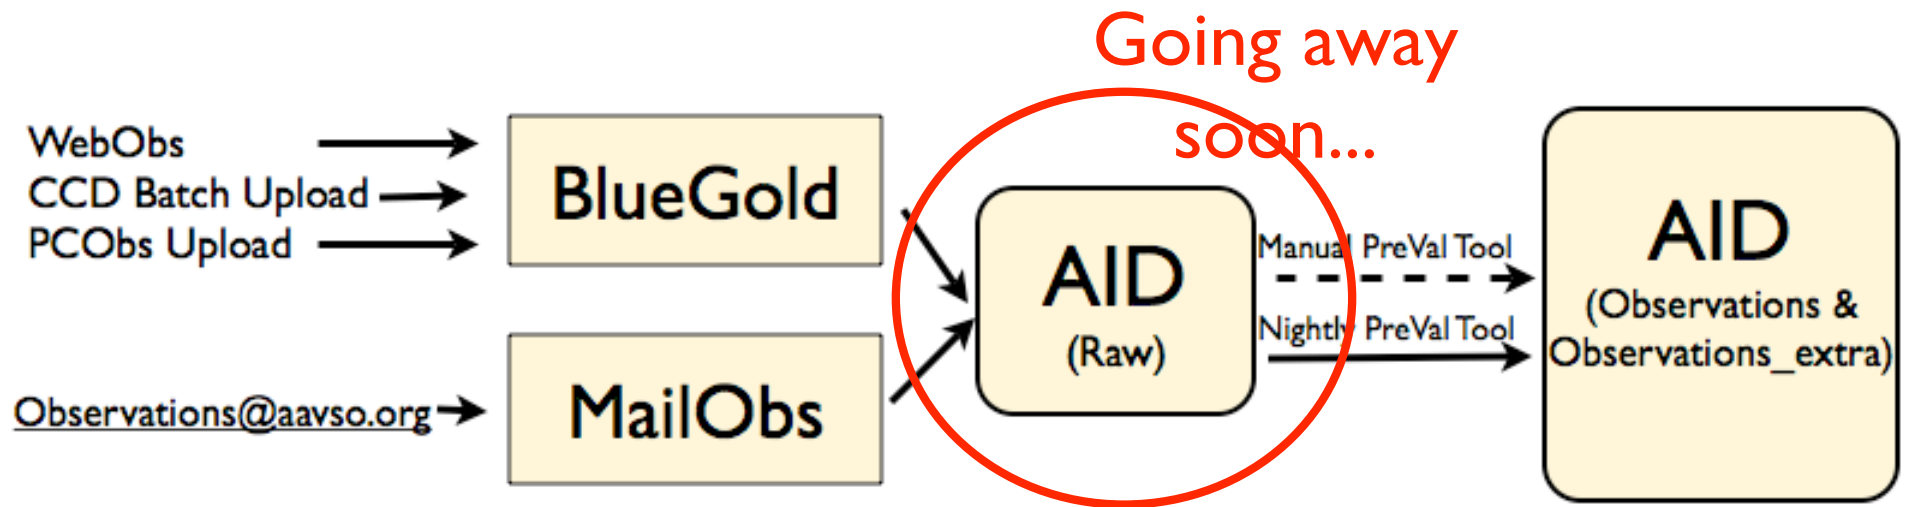 Going away
soon...
WebObs
CCD Batch Upload
PCObs Upload
BlueGold
Observations@aavso.org
MailObs
AID
(Raw)
Manual PreVal Tool
Nightly PreVal Tool
AID
(Observations &
Observations_extra)